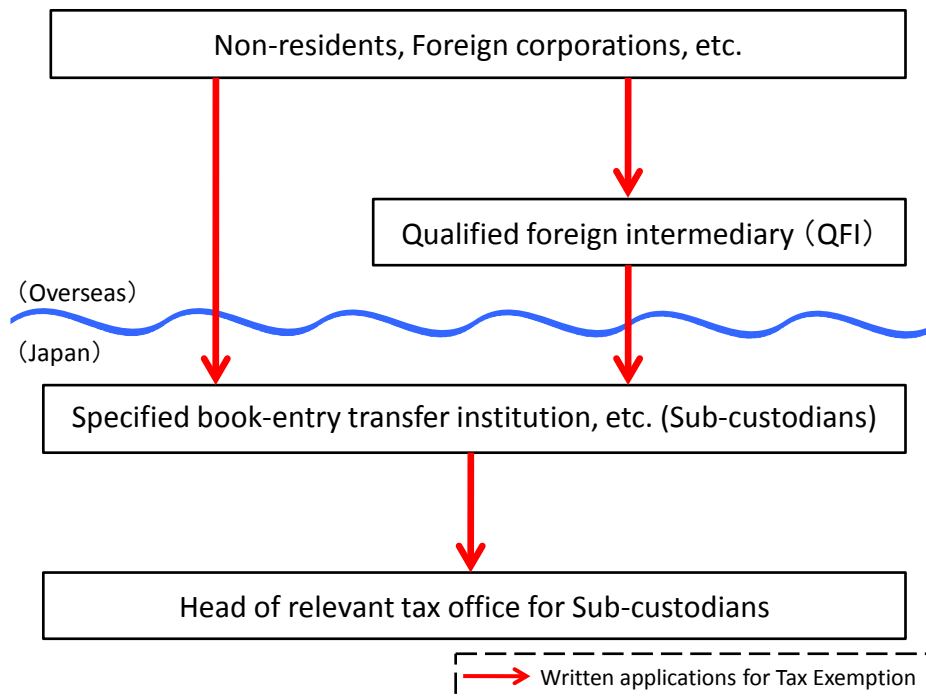 Non-residents, Foreign corporations, etc.
Qualified foreign intermediary（QFI）
（Overseas）
（Japan）
Specified book-entry transfer institution, etc. (Sub-custodians)
Head of relevant tax office for Sub-custodians
Written applications for Tax Exemption